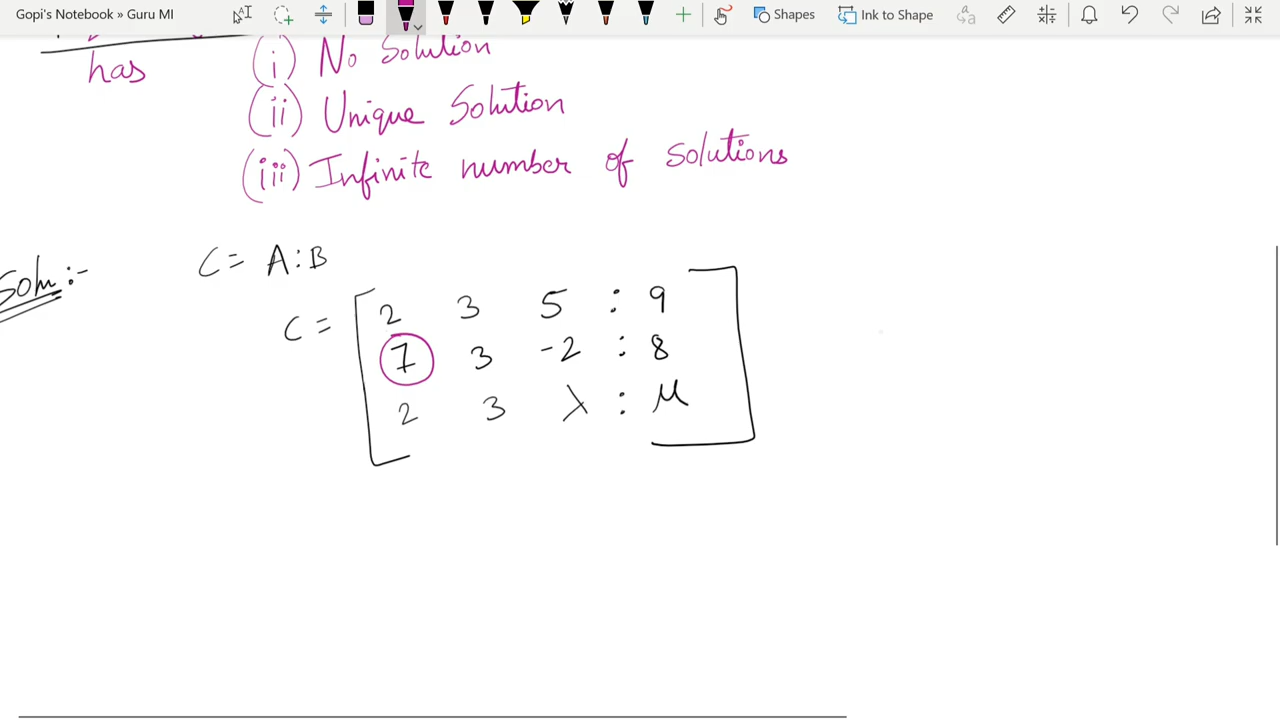 Gopi's Notebook » Guru MI
Shapes
Ink to Shape
has
(i) No Solution
(ii) Unique Solution
(iii) Infinite number of solutions
Soln :-
C = A : B
C =
2 3 5 : 9
7 3 -2 : 8
2 3 λ : μ